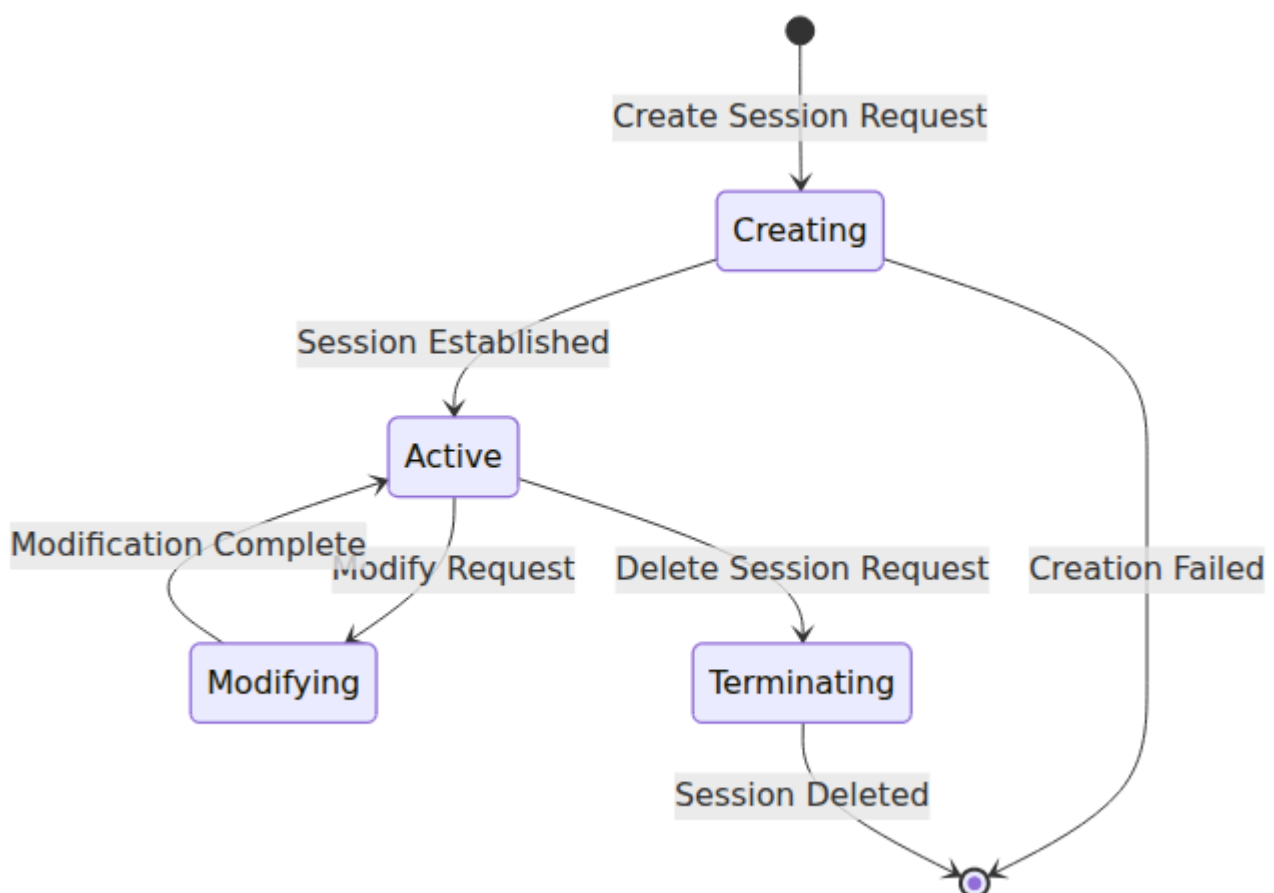 Create Session Request
Creating
Session Established
Active
Modification Complete
Modify Request
Delete Session Request
Creation Failed
Modifying
Terminating
Session Deleted